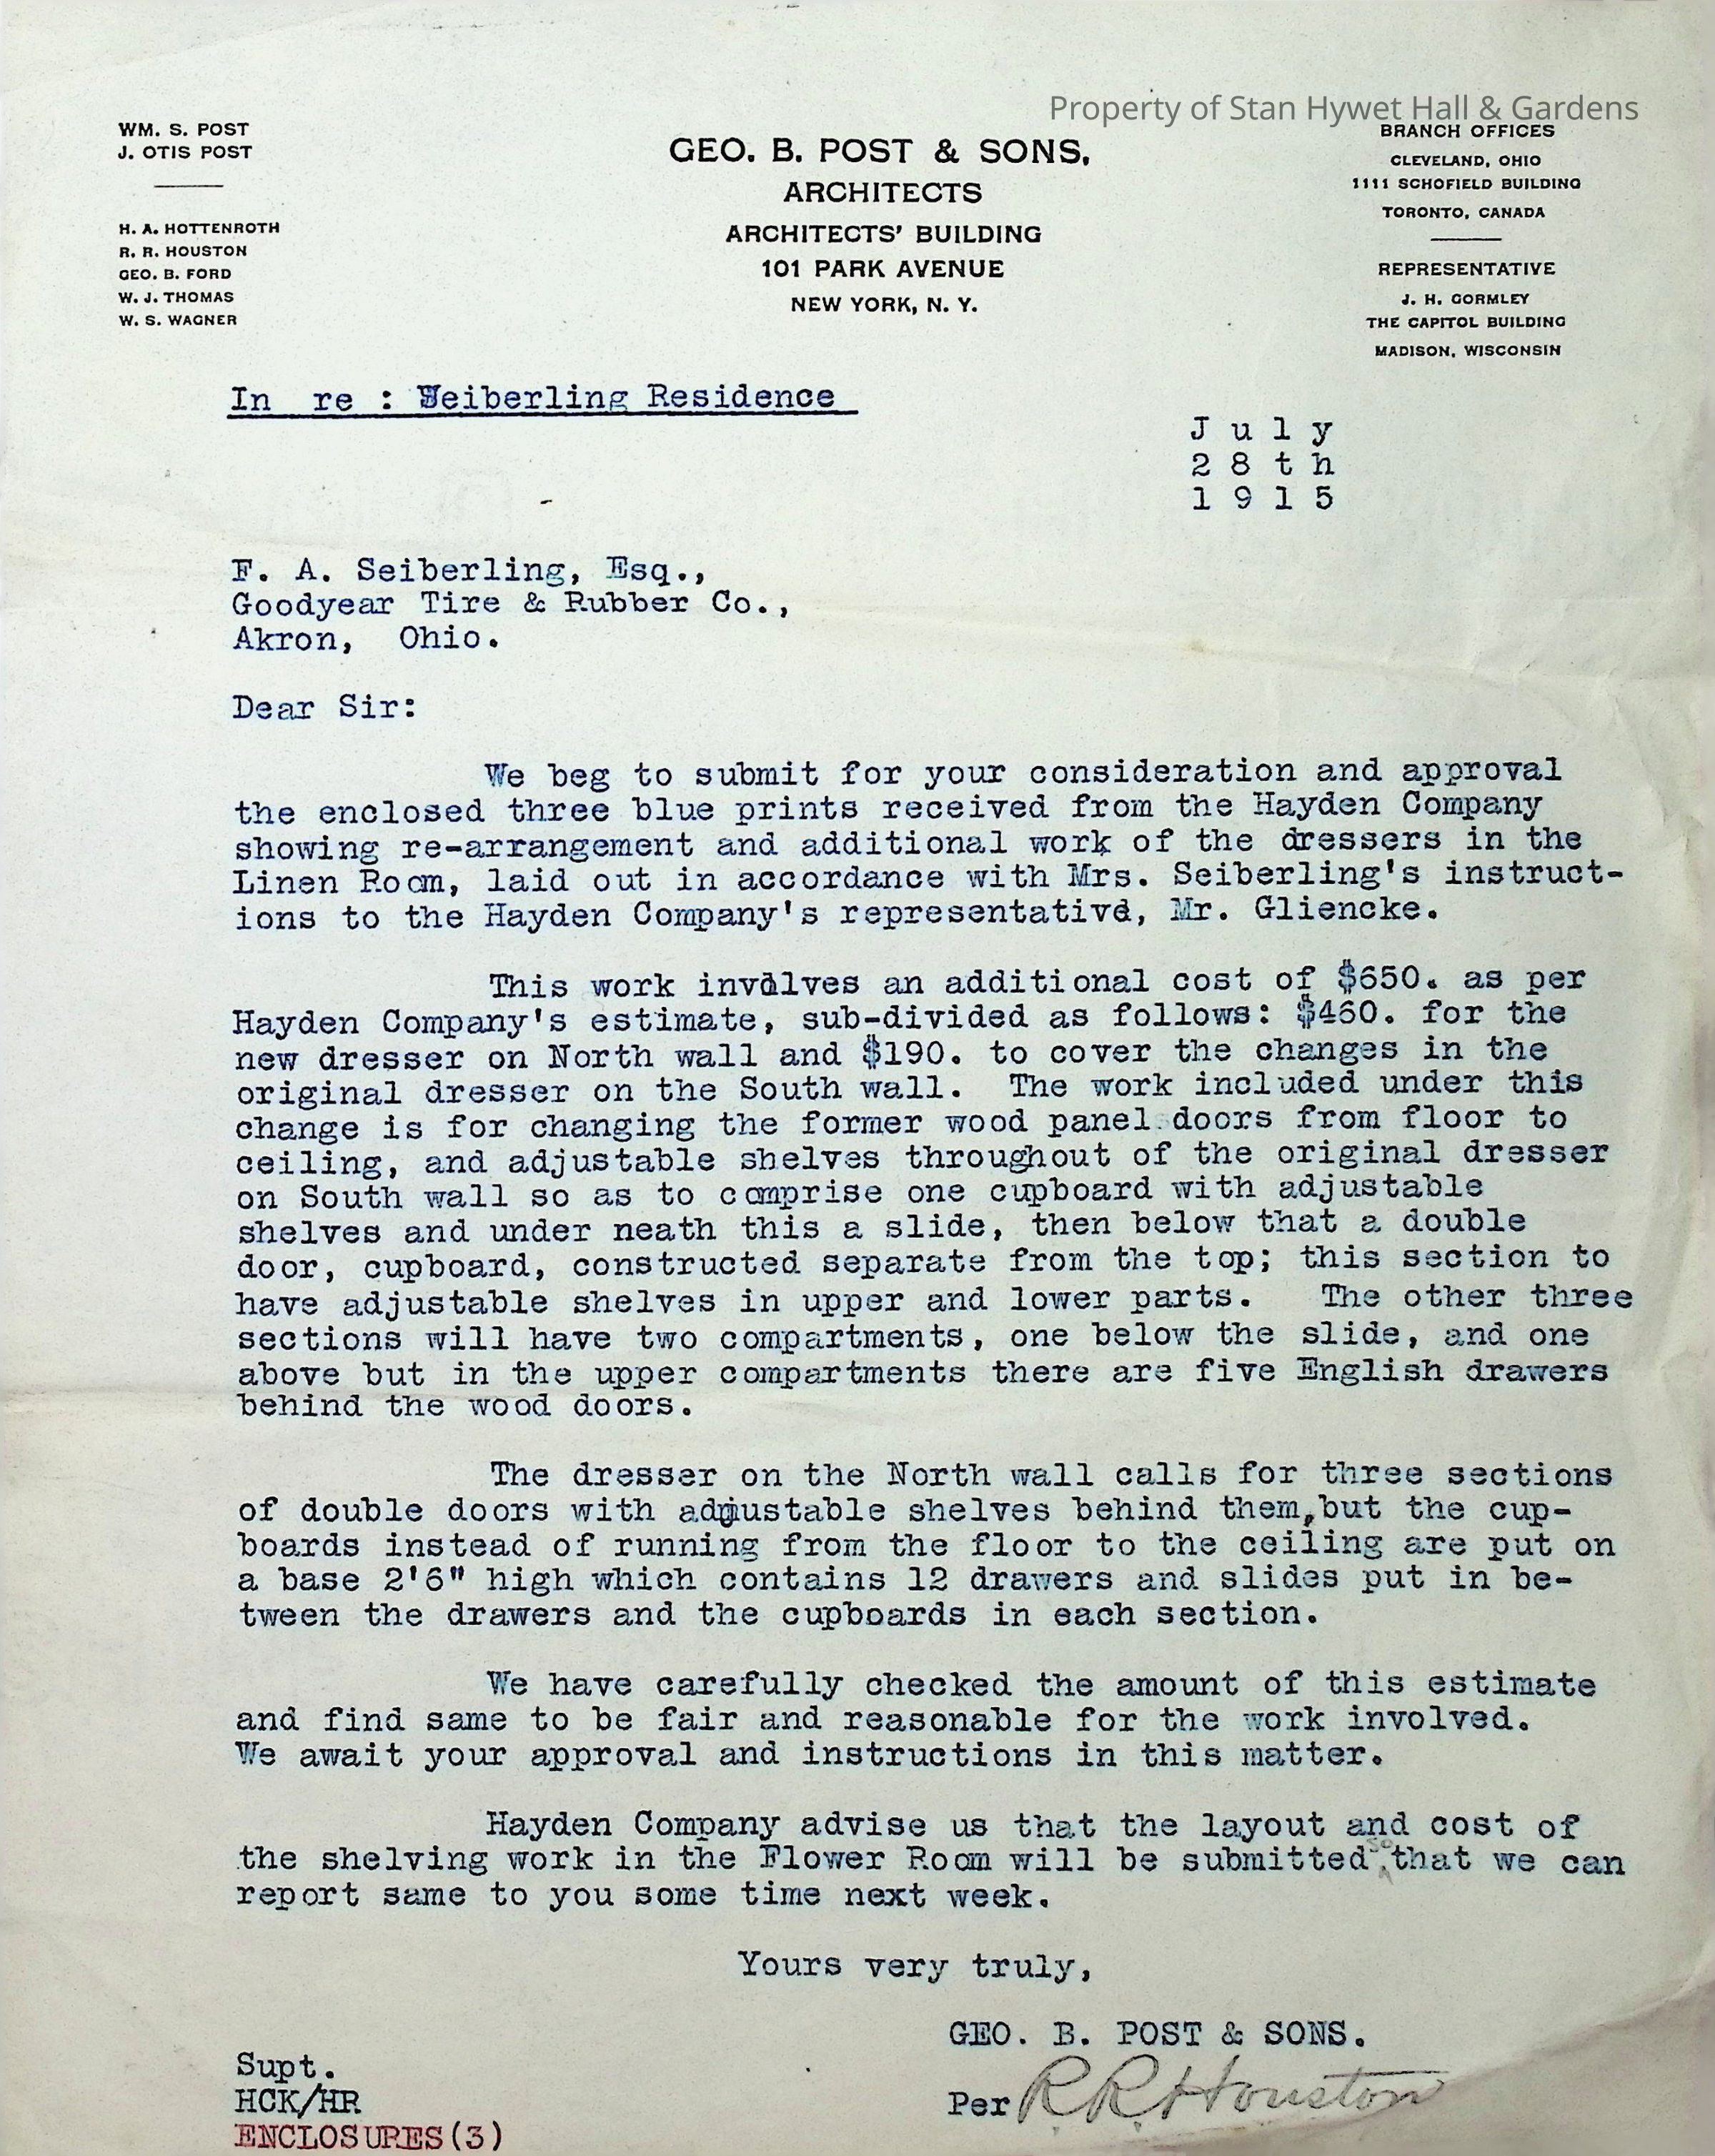 Property of Stan Hywet Hall & Gardens
WM. S. POST
J. OTIS POST
H. A. HOTTENROTH
R. R. HOUSTON
GEO. B. FORD
W. J. THOMAS
W. S. WAGNER
GEO. B. POST & SONS,
ARCHITECTS
ARCHITECTS' BUILDING
101 PARK AVENUE
NEW YORK, N. Y.
BRANCH OFFICES
CLEVELAND, OHIO
1111 SCHOFIELD BUILDING
TORONTO, CANADA
REPRESENTATIVE
J. H. GORMLEY
THE CAPITOL BUILDING
MADISON, WISCONSIN
In re : Seiberling Residence
July
28th
1915
F. A. Seiberling, Esq.,
Goodyear Tire & Rubber Co.,
Akron, Ohio.
Dear Sir:
We beg to submit for your consideration and approval
the enclosed three blue prints received from the Hayden Company
showing re-arrangement and additional work of the dressers in the
Linen Room, laid out in accordance with Mrs. Seiberling's instruct-
ions to the Hayden Company's representative, Mr. Gliencke.
This work involves an additional cost of $650. as per
Hayden Company's estimate, sub-divided as follows: $460. for the
new dresser on North wall and $190. to cover the changes in the
original dresser on the South wall. The work included under this
change is for changing the former wood panel doors from floor to
ceiling, and adjustable shelves throughout of the original dresser
on South wall so as to comprise one cupboard with adjustable
shelves and under neath this a slide, then below that a double
door, cupboard, constructed separate from the top; this section to
have adjustable shelves in upper and lower parts. The other three
sections will have two compartments, one below the slide, and one
above but in the upper compartments there are five English drawers
behind the wood doors.
The dresser on the North wall calls for three sections
of double doors with adjustable shelves behind them, but the cup-
boards instead of running from the floor to the ceiling are put on
a base 2'6" high which contains 12 drawers and slides put in be-
tween the drawers and the cupboards in each section.
We have carefully checked the amount of this estimate
and find same to be fair and reasonable for the work involved.
We await your approval and instructions in this matter.
Hayden Company advise us that the layout and cost of
the shelving work in the Flower Room will be submitted so that we can
report same to you some time next week.
Yours very truly,
GEO. B. POST & SONS.
Per R R Houston
Supt.
HCK/HR
ENCLOSURES(3)